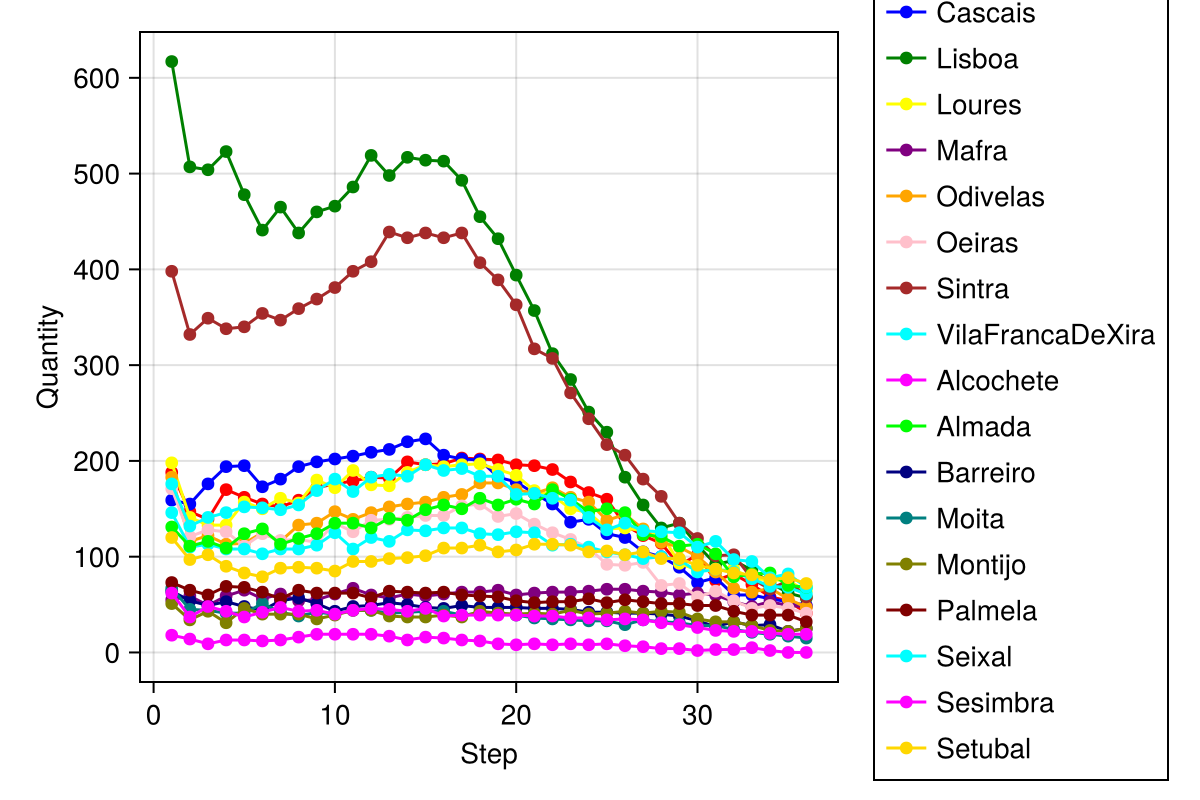 600
500
400
300
200
100
0
Quantity
0 10 20 30
Step
Cascais
Lisboa
Loures
Mafra
Odivelas
Oeiras
Sintra
VilaFrancaDeXira
Alcochete
Almada
Barreiro
Moita
Montijo
Palmela
Seixal
Sesimbra
Setubal